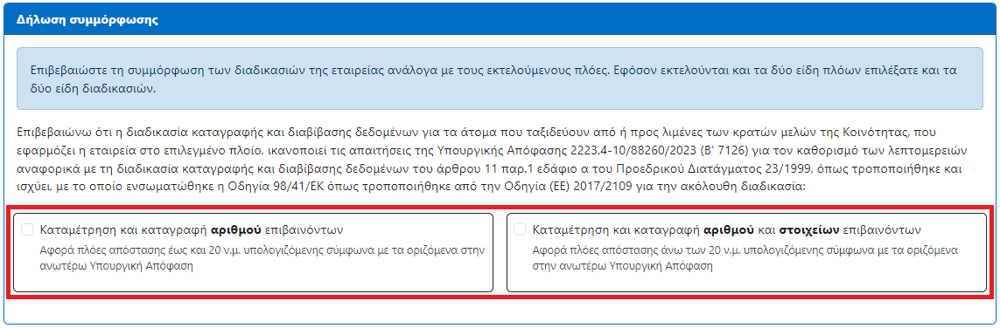 Δήλωση συμμόρφωσης
Επιβεβαιώστε τη συμμόρφωση των διαδικασιών της εταιρείας ανάλογα με τους εκτελούμενους πλόες. Εφόσον εκτελούνται και τα δύο είδη πλόων επιλέξατε και τα
δύο είδη διαδικασιών.
Επιβεβαιώνω ότι η διαδικασία καταγραφής και διαβίβασης δεδομένων για τα άτομα που ταξιδεύουν από ή προς λιμένες των κρατών μελών της Κοινότητας, που
εφαρμόζει η εταιρεία στο επιλεγμένο πλοίο, ικανοποιεί τις απαιτήσεις της Υπουργικής Απόφασης 2223.4-10/88260/2023 (Β' 7126) για τον καθορισμό των λεπτομερειών
αναφορικά με τη διαδικασία καταγραφής και διαβίβασης δεδομένων του άρθρου 11 παρ.1 εδάφιο α του Προεδρικού Διατάγματος 23/1999, όπως τροποποιήθηκε και
ισχύει, με το οποίο ενσωματώθηκε η Οδηγία 98/41/ΕΚ όπως τροποποιήθηκε από την Οδηγία (ΕΕ) 2017/2109 για την ακόλουθη διαδικασία:
Καταμέτρηση και καταγραφή αριθμού επιβαινόντων
Αφορά πλόες απόστασης έως και 20 ν.μ. υπολογιζόμενης σύμφωνα με τα οριζόμενα στην
ανωτέρω Υπουργική Απόφαση
Καταμέτρηση και καταγραφή αριθμού και στοιχείων επιβαινόντων
Αφορά πλόες απόστασης άνω των 20 ν.μ. υπολογιζόμενης σύμφωνα με τα οριζόμενα
στην ανωτέρω Υπουργική Απόφαση